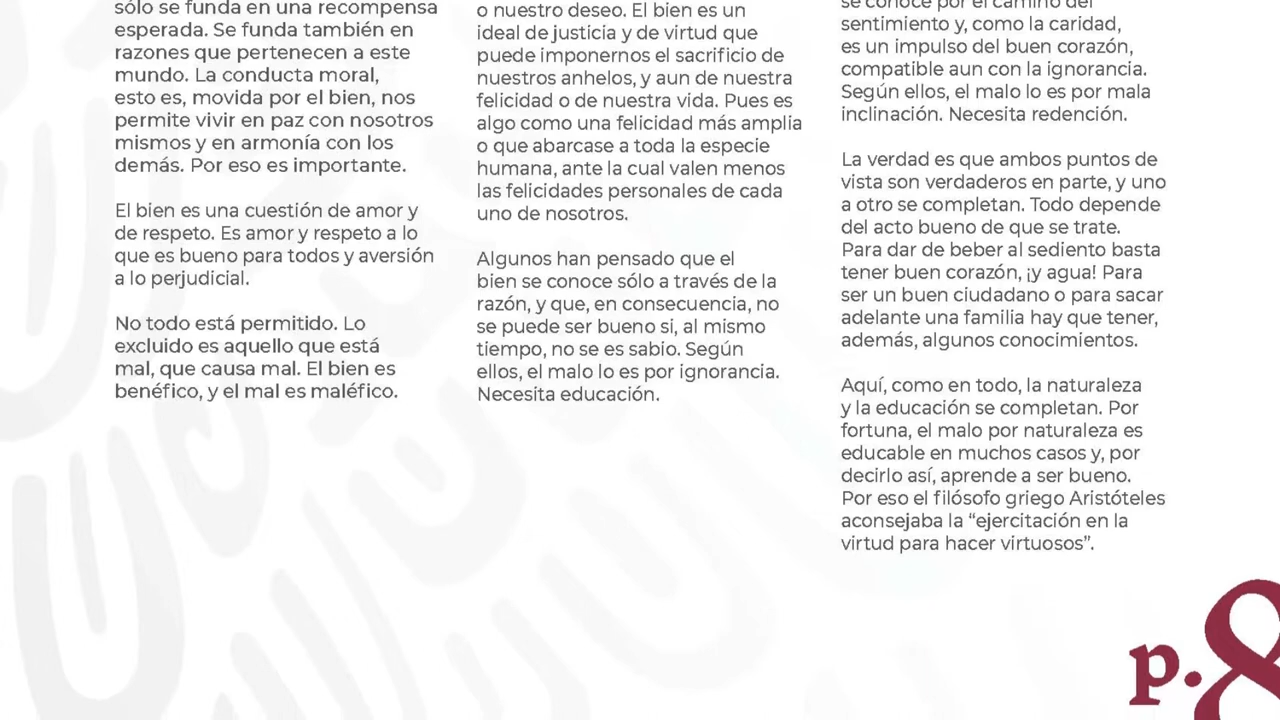 sólo se funda en una recompensa
esperada. Se funda también en
razones que pertenecen a este
mundo. La conducta moral,
esto es, movida por el bien, nos
permite vivir en paz con nosotros
mismos y en armonía con los
demás. Por eso es importante.
El bien es una cuestión de amor y
de respeto. Es amor y respeto a lo
que es bueno para todos y aversión
a lo perjudicial.
No todo está permitido. Lo
excluido es aquello que está
mal, que causa mal. El bien es
benéfico, y el mal es maléfico.
o nuestro deseo. El bien es un
ideal de justicia y de virtud que
puede imponernos el sacrificio de
nuestros anhelos, y aun de nuestra
felicidad o de nuestra vida. Pues es
algo como una felicidad más amplia
o que abarcase a toda la especie
humana, ante la cual valen menos
las felicidades personales de cada
uno de nosotros.
Algunos han pensado que el
bien se conoce sólo a través de la
razón, y que, en consecuencia, no
se puede ser bueno si, al mismo
tiempo, no se es sabio. Según
ellos, el malo lo es por ignorancia.
Necesita educación.
se conoce por el camino del
sentimiento y, como la caridad,
es un impulso del buen corazón,
compatible aun con la ignorancia.
Según ellos, el malo lo es por mala
inclinación. Necesita redención.
La verdad es que ambos puntos de
vista son verdaderos en parte, y uno
a otro se completan. Todo depende
del acto bueno de que se trate.
Para dar de beber al sediento basta
tener buen corazón, ¡y agua! Para
ser un buen ciudadano o para sacar
adelante una familia hay que tener,
además, algunos conocimientos.
Aquí, como en todo, la naturaleza
y la educación se completan. Por
fortuna, el malo por naturaleza es
educable en muchos casos y, por
decirlo así, aprende a ser bueno.
Por eso el filósofo griego Aristóteles
aconsejaba la “ejercitación en la
virtud para hacer virtuosos”.
p.8